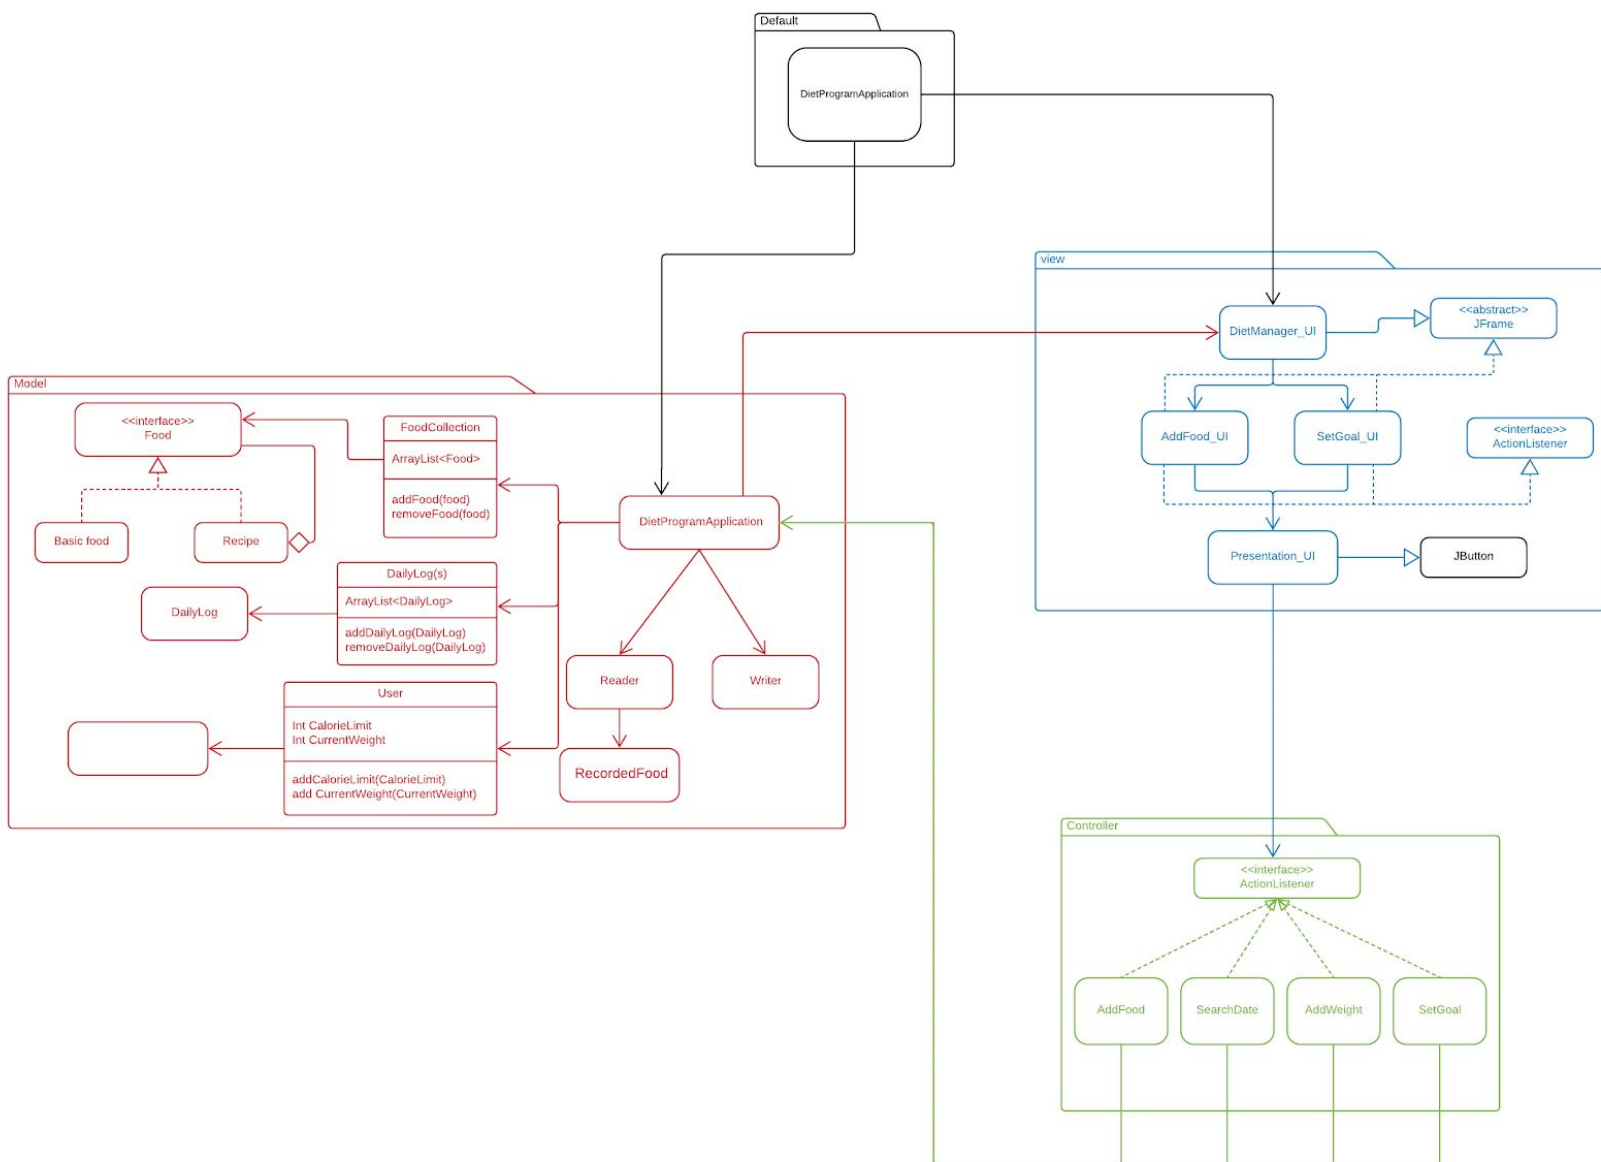 Default
DietProgramApplication
view
DietManager_UI
<<abstract>>
JFrame
AddFood_UI
SetGoal_UI
<<interface>>
ActionListener
Presentation_UI
JButton
Model
<<interface>>
Food
Basic food
Recipe
FoodCollection
ArrayList<Food>
addFood(food)
removeFood(food)
DietProgramApplication
DailyLog
DailyLog(s)
ArrayList<DailyLog>
addDailyLog(DailyLog)
removeDailyLog(DailyLog)
Reader
Writer
User
Int CalorieLimit
Int CurrentWeight
addCalorieLimit(CalorieLimit)
add CurrentWeight(CurrentWeight)
RecordedFood
Controller
<<interface>>
ActionListener
AddFood
SearchDate
AddWeight
SetGoal